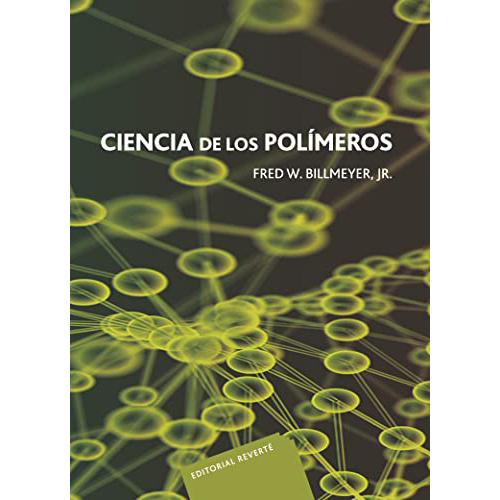 CIENCIA DE LOS POLÍMEROS
FRED W. BILLMEYER, JR.
EDITORIAL REVERTÉ